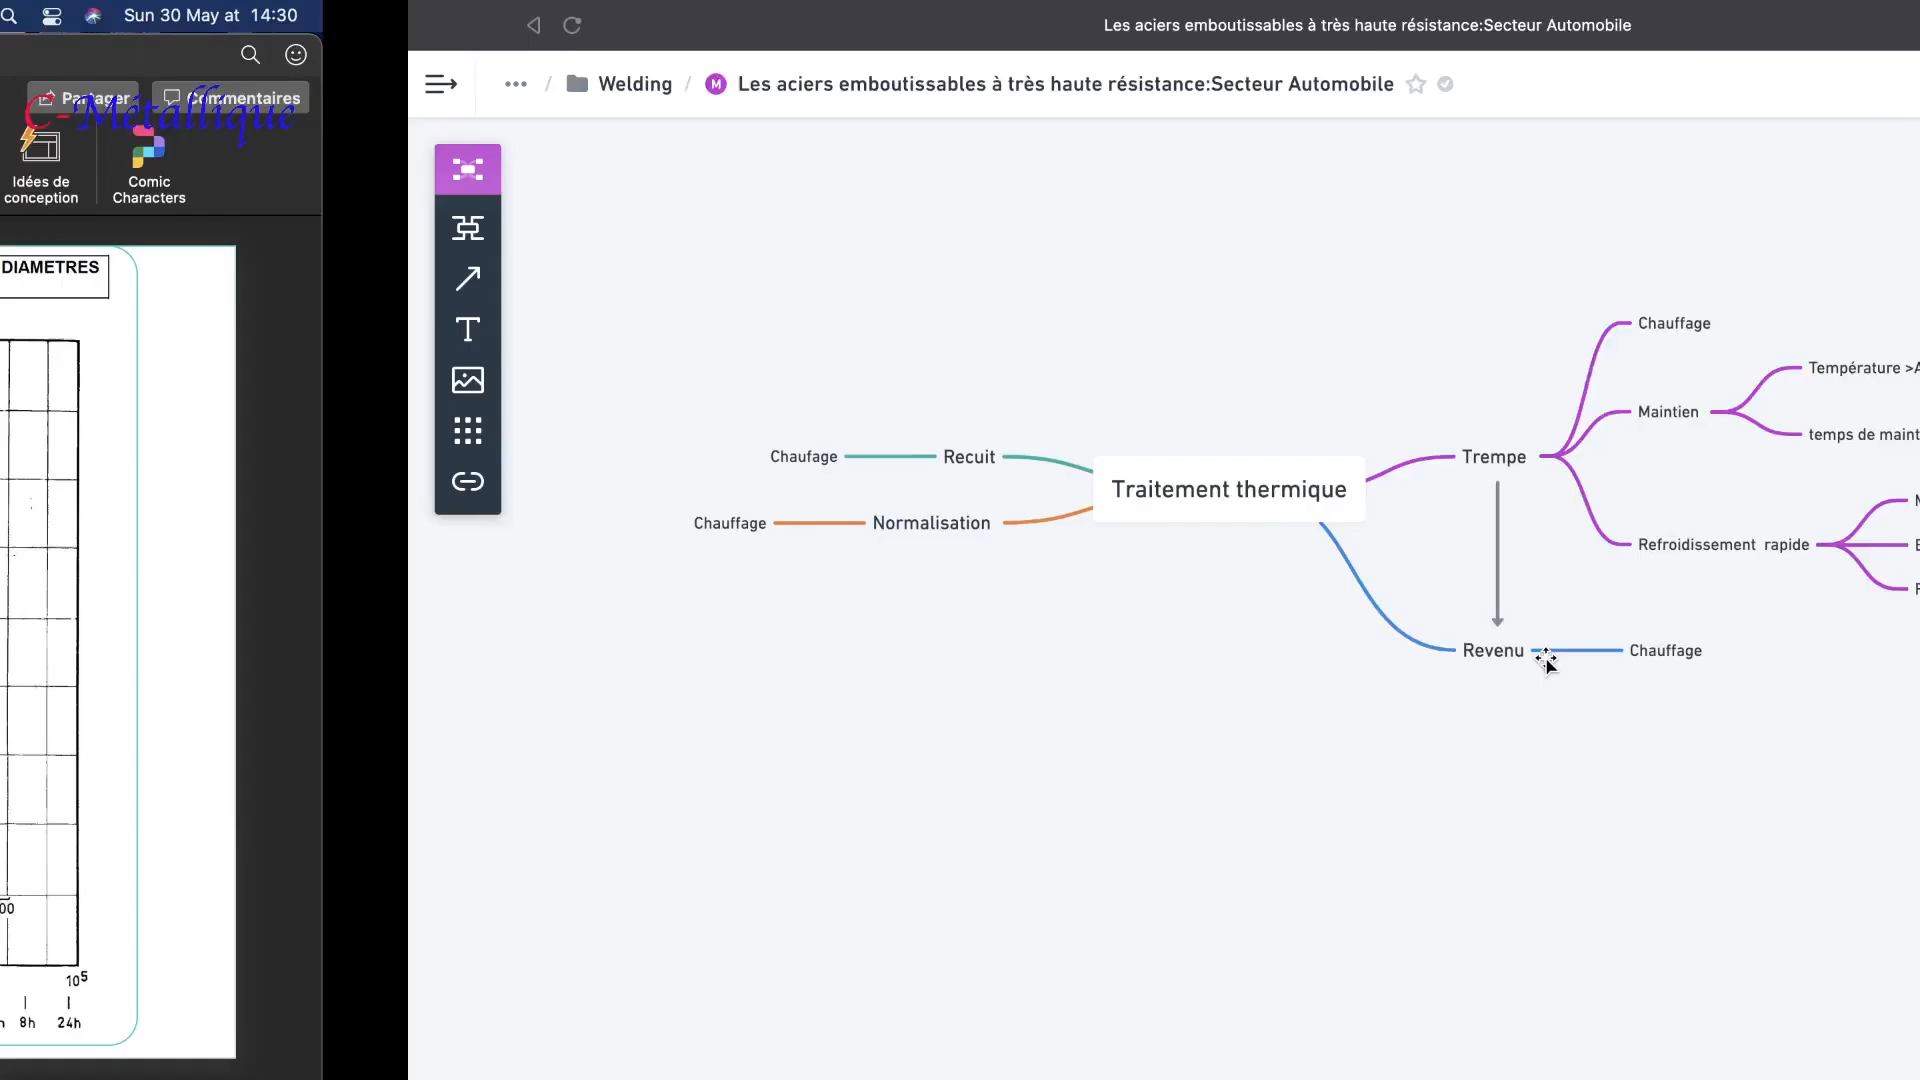 Sun 30 May at 14:30
Partager
Commentaires
C-Métallique
Idées de
conception
Comic
Characters
DIAMETRES
00
10⁵
8h
24h
Les aciers emboutissables à très haute résistance:Secteur Automobile
... / Welding / M Les aciers emboutissables à très haute résistance:Secteur Automobile
T
Chauffage
Température >A
Maintien
temps de maint
Chaufage
Recuit
Trempe
Traitement thermique
Chauffage
Normalisation
Refroidissement rapide
Revenu
Chauffage